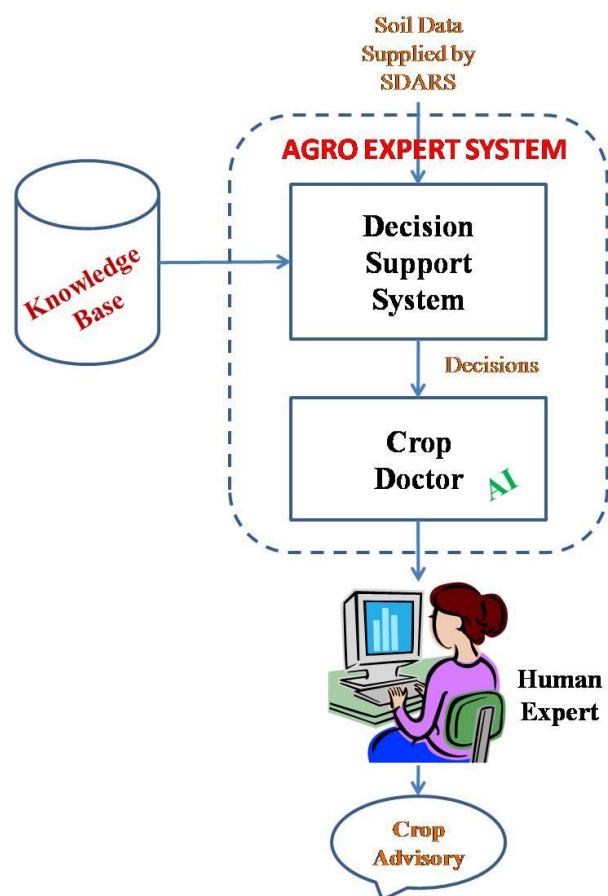 Soil Data
Supplied by
SDARS
AGRO EXPERT SYSTEM
Decision
Support
System
Knowledge
Base
Decisions
Crop
Doctor
AI
Human
Expert
Crop
Advisory